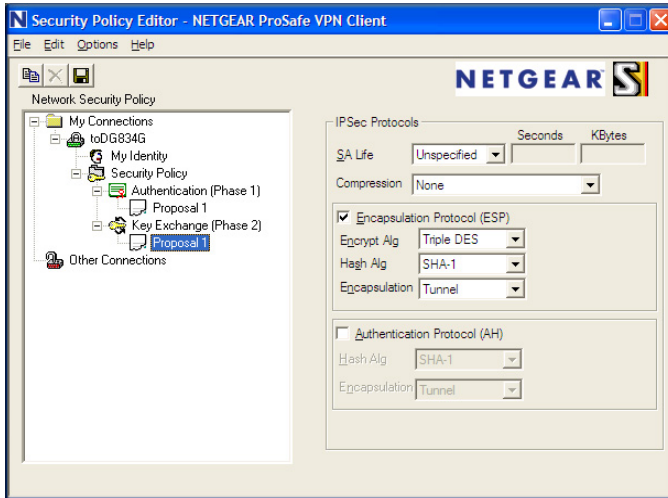 N Security Policy Editor - NETGEAR ProSafe VPN Client
File Edit Options Help
NETGEAR S
Network Security Policy
My Connections
toDG834G
My Identity
Security Policy
Authentication (Phase 1)
Proposal 1
Key Exchange (Phase 2)
Proposal 1
Other Connections
IPSec Protocols
Seconds KBytes
SA Life Unspecified
Compression None
Encapsulation Protocol (ESP)
Encrypt Alg Triple DES
Hash Alg SHA-1
Encapsulation Tunnel
Authentication Protocol (AH)
Hash Alg SHA-1
Encapsulation Tunnel